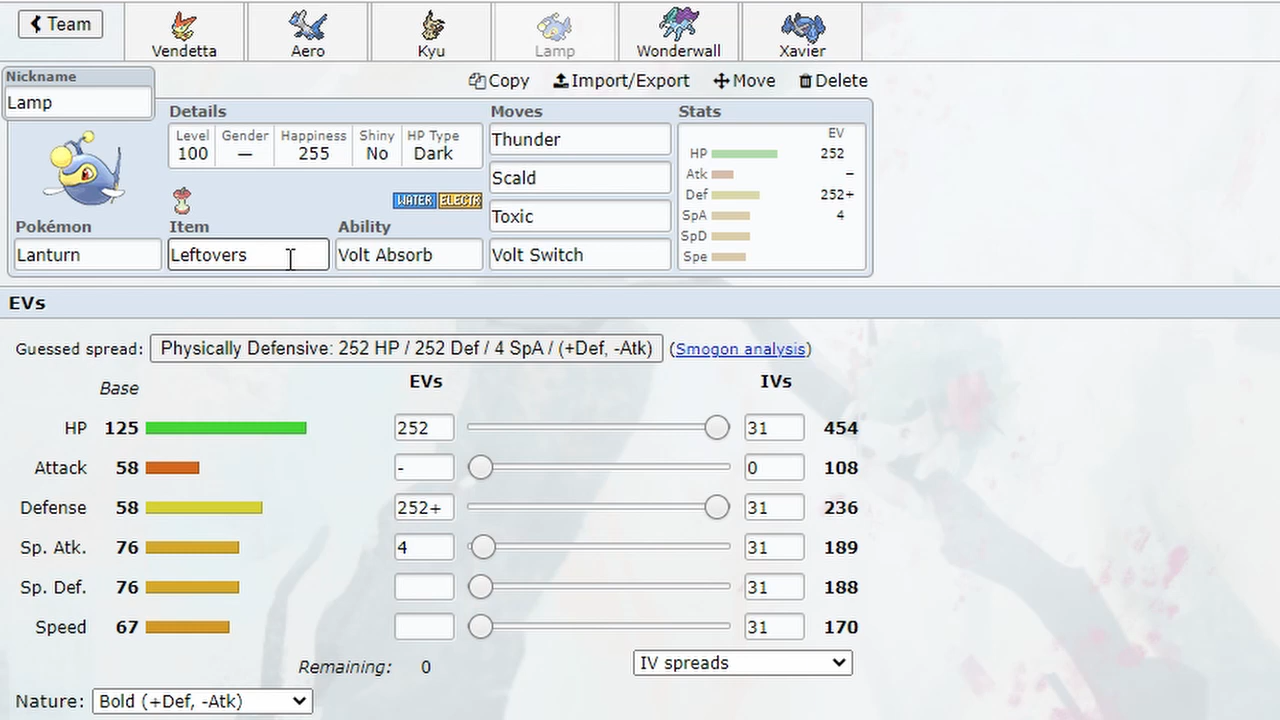 Team
Vendetta
Aero
Kyu
Lamp
Wonderwall
Xavier
Nickname
Lamp
Copy
Import/Export
Move
Delete
Details
Level
100
Gender
—
Happiness
255
Shiny
No
HP Type
Dark
WATER
ELECTR
Pokémon
Lanturn
Item
Leftovers
Ability
Volt Absorb
Moves
Thunder
Scald
Toxic
Volt Switch
Stats
EV
HP 252
Atk –
Def 252+
SpA 4
SpD
Spe
EVs
Guessed spread: Physically Defensive: 252 HP / 252 Def / 4 SpA / (+Def, -Atk) (Smogon analysis)
Base EVs IVs
HP 125 252 31 454
Attack 58 - 0 108
Defense 58 252+ 31 236
Sp. Atk. 76 4 31 189
Sp. Def. 76 31 188
Speed 67 31 170
Remaining: 0
IV spreads
Nature: Bold (+Def, -Atk)